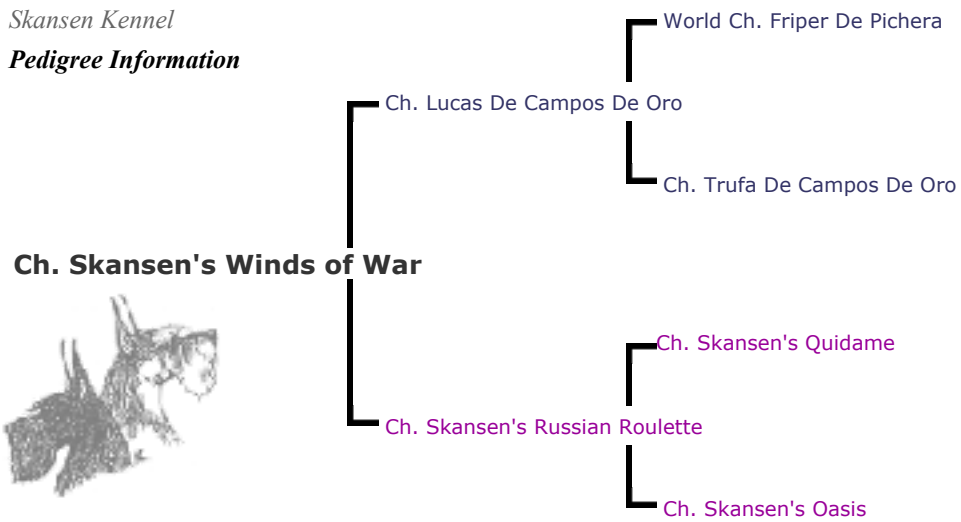 Skansen Kennel
Pedigree Information
World Ch. Friper De Pichera
Ch. Lucas De Campos De Oro
Ch. Trufa De Campos De Oro
Ch. Skansen's Winds of War
Ch. Skansen's Quidame
Ch. Skansen's Russian Roulette
Ch. Skansen's Oasis